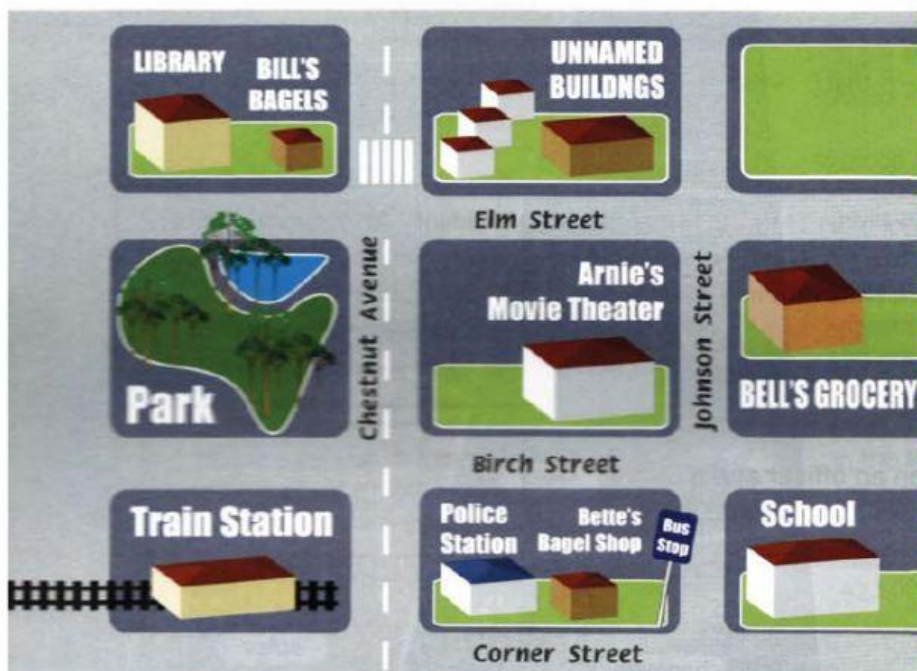 LIBRARY
BILL'S
BAGELS
UNNAMED
BUILDNGS
Elm Street
Chestnut Avenue
Arnie's
Movie Theater
Johnson Street
BELL'S GROCERY
Park
Birch Street
Train Station
Police
Station
Bette's
Bagel Shop
Bus
Stop
School
Corner Street